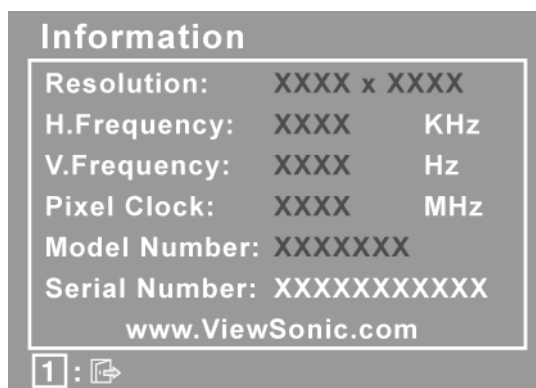 Information
Resolution: XXXX x XXXX
H.Frequency: XXXX KHz
V.Frequency: XXXX Hz
Pixel Clock: XXXX MHz
Model Number: XXXXXXX
Serial Number: XXXXXXXXXXX
www.ViewSonic.com
1 :